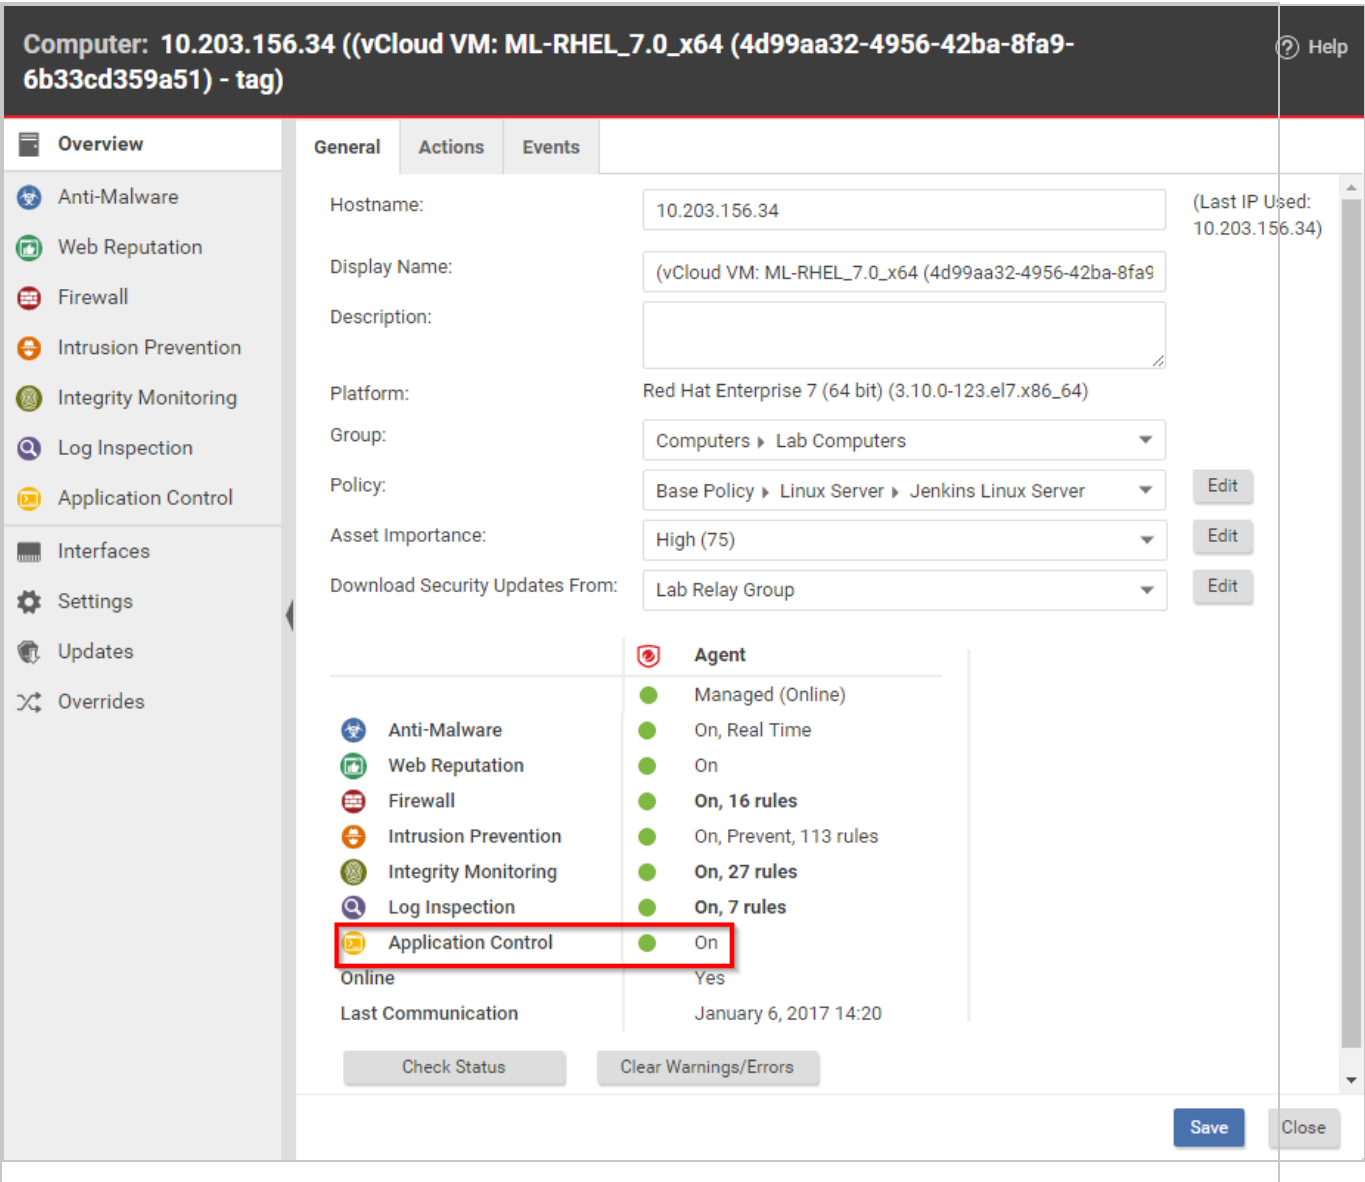 Computer: 10.203.156.34 ((vCloud VM: ML-RHEL_7.0_x64 (4d99aa32-4956-42ba-8fa9-
6b33cd359a51) - tag)
Help
Overview
Anti-Malware
Web Reputation
Firewall
Intrusion Prevention
Integrity Monitoring
Log Inspection
Application Control
Interfaces
Settings
Updates
Overrides
General Actions Events
Hostname: 10.203.156.34 (Last IP Used:
10.203.156.34)
Display Name: (vCloud VM: ML-RHEL_7.0_x64 (4d99aa32-4956-42ba-8fa9
Description:
Platform: Red Hat Enterprise 7 (64 bit) (3.10.0-123.el7.x86_64)
Group: Computers Lab Computers
Policy: Base Policy Linux Server Jenkins Linux Server Edit
Asset Importance: High (75) Edit
Download Security Updates From: Lab Relay Group Edit
Agent
Managed (Online)
Anti-Malware On, Real Time
Web Reputation On
Firewall On, 16 rules
Intrusion Prevention On, Prevent, 113 rules
Integrity Monitoring On, 27 rules
Log Inspection On, 7 rules
Application Control On
Online Yes
Last Communication January 6, 2017 14:20
Check Status Clear Warnings/Errors
Save Close